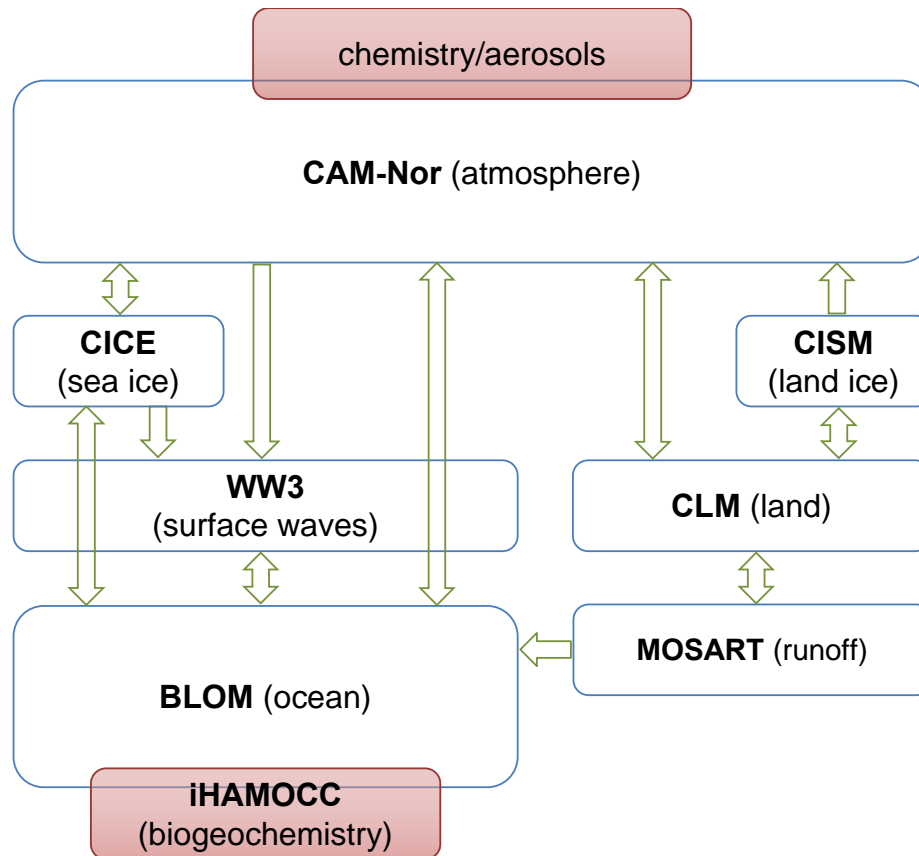 chemistry/aerosols
CAM-Nor (atmosphere)
CICE
(sea ice)
CISM
(land ice)
WW3
(surface waves)
CLM (land)
MOSART (runoff)
BLOM (ocean)
iHAMOCC
(biogeochemistry)